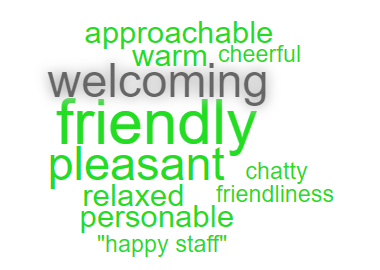 approachable
warm cheerful
welcoming
friendly
pleasant
chatty
relaxed friendliness
personable
"happy staff"